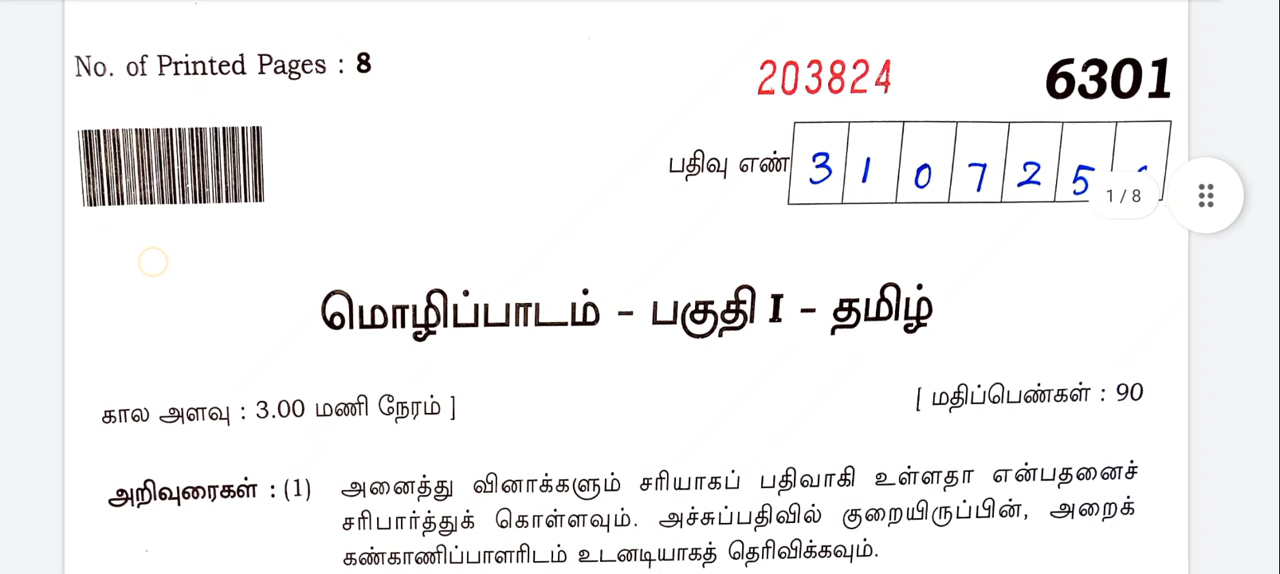 No. of Printed Pages : 8
203824
6301
பதிவு எண்
3 1 0 7 2 5
1 / 8
மொழிப்பாடம் – பகுதி I – தமிழ்
கால அளவு : 3.00 மணி நேரம் ]
[ மதிப்பெண்கள் : 90
அறிவுரைகள் : (1) அனைத்து வினாக்களும் சரியாகப் பதிவாகி உள்ளதா என்பதனைச்
சரிபார்த்துக் கொள்ளவும். அச்சுப்பதிவில் குறையிருப்பின், அறைக்
கண்காணிப்பாளரிடம் உடனடியாகத் தெரிவிக்கவும்.